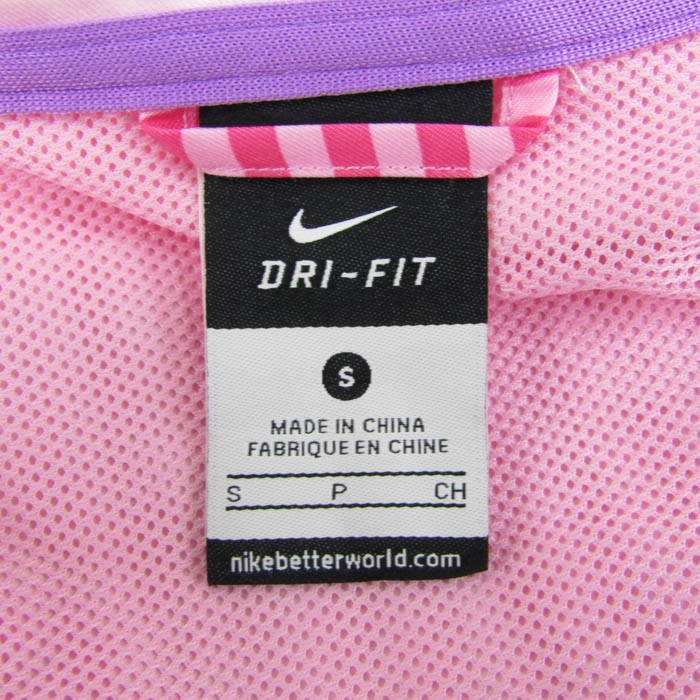 DRI-FIT
S
MADE IN CHINA
FABRIQUE EN CHINE
S P CH
nikebetterworld.com